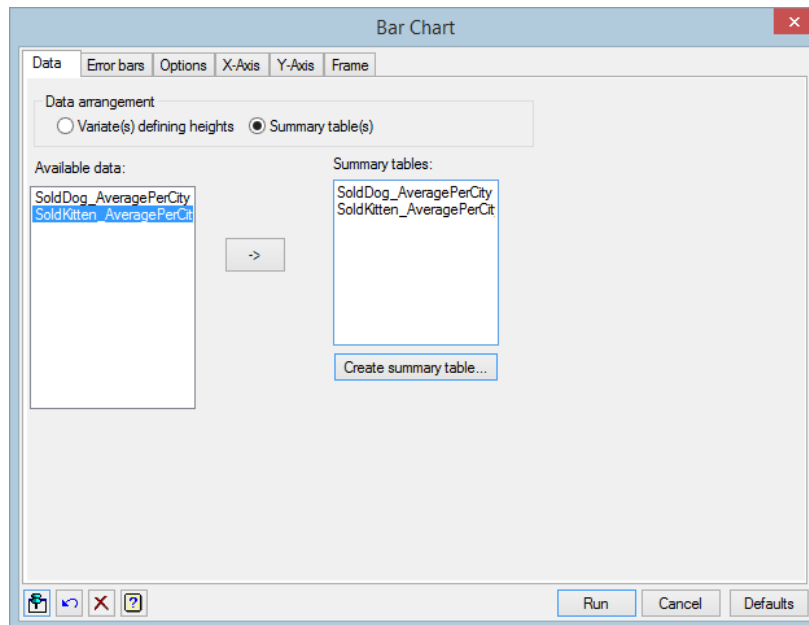 Bar Chart
Data Error bars Options X-Axis Y-Axis Frame
Data arrangement
Variate(s) defining heights Summary table(s)
Available data:
Summary tables:
SoldDog_AveragePerCity
SoldKitten_AveragePerCit
SoldDog_AveragePerCity
SoldKitten_AveragePerCit
->
Create summary table...
Run Cancel Defaults